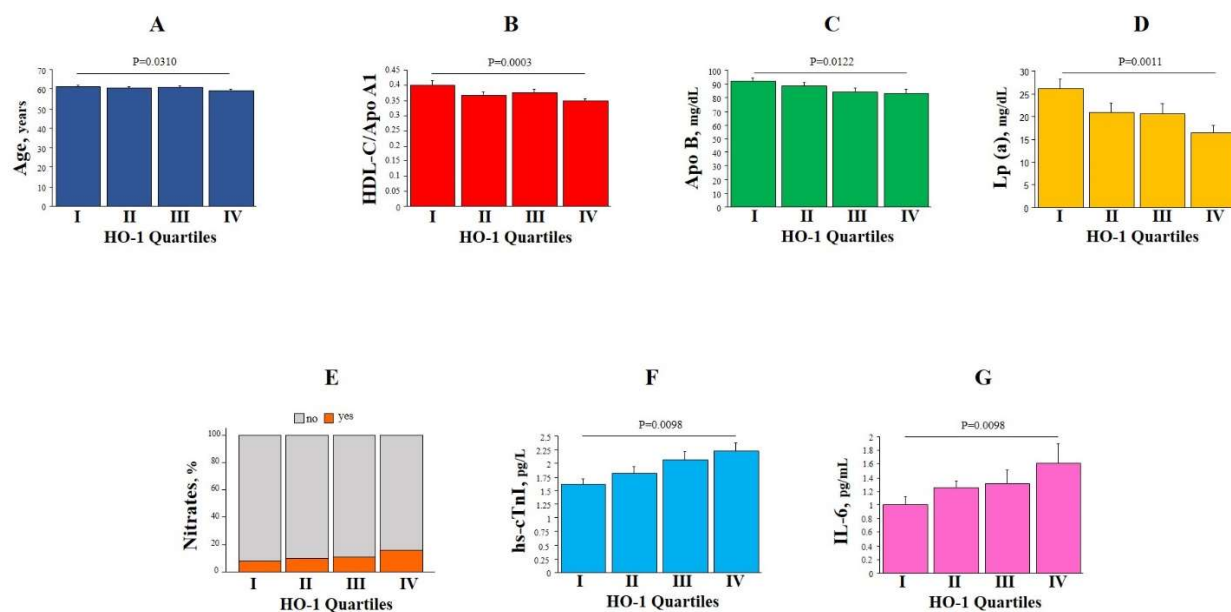 A
P=0.0310
70
60
50
40
30
20
10
0
Age, years
I II III IV
HO-1 Quartiles
B
P=0.0003
0.45
0.4
0.35
0.3
0.25
0.2
0.15
0.1
0.05
0
HDL-C/Apo A1
I II III IV
HO-1 Quartiles
C
P=0.0122
100
90
80
70
60
50
40
30
20
10
0
Apo B, mg/dL
I II III IV
HO-1 Quartiles
D
P=0.0011
30
25
20
15
10
5
0
Lp (a), mg/dL
I II III IV
HO-1 Quartiles
E
no yes
100
80
60
40
20
0
Nitrates, %
I II III IV
HO-1 Quartiles
F
P=0.0098
2.5
2.25
2
1.75
1.5
1.25
1
0.75
0.5
0.25
0
hs-cTnI, pg/L
I II III IV
HO-1 Quartiles
G
P=0.0098
2
1.8
1.6
1.4
1.2
1
0.8
0.6
0.4
0.2
0
IL-6, pg/mL
I II III IV
HO-1 Quartiles